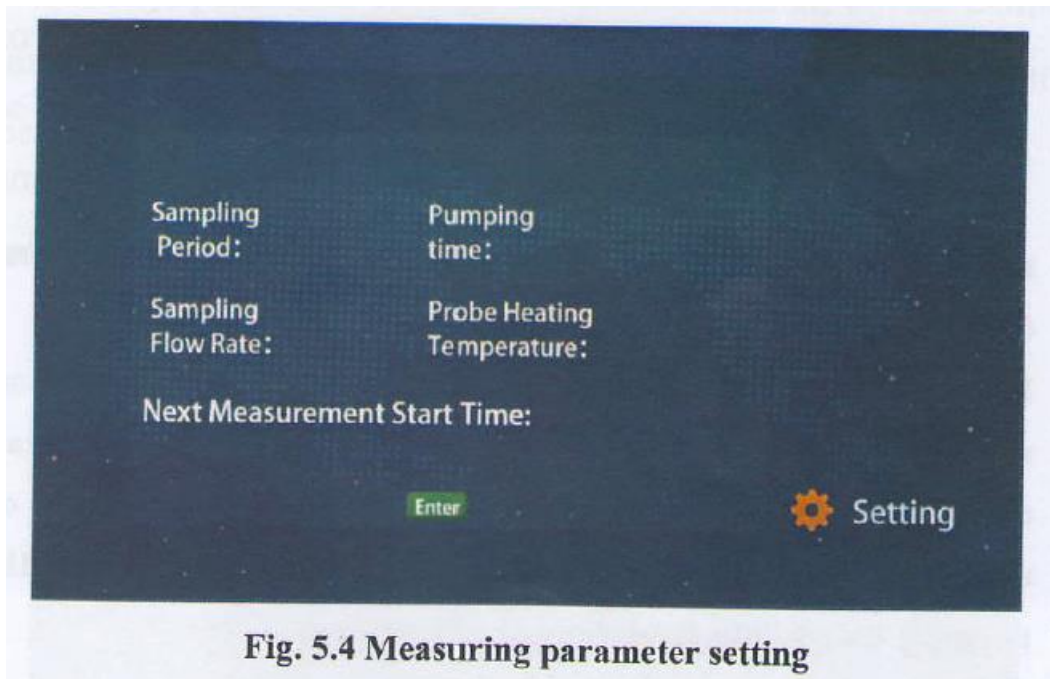 Sampling
Period:
Pumping
time:
Sampling
Flow Rate:
Probe Heating
Temperature:
Next Measurement Start Time:
Enter
Setting
Fig. 5.4 Measuring parameter setting